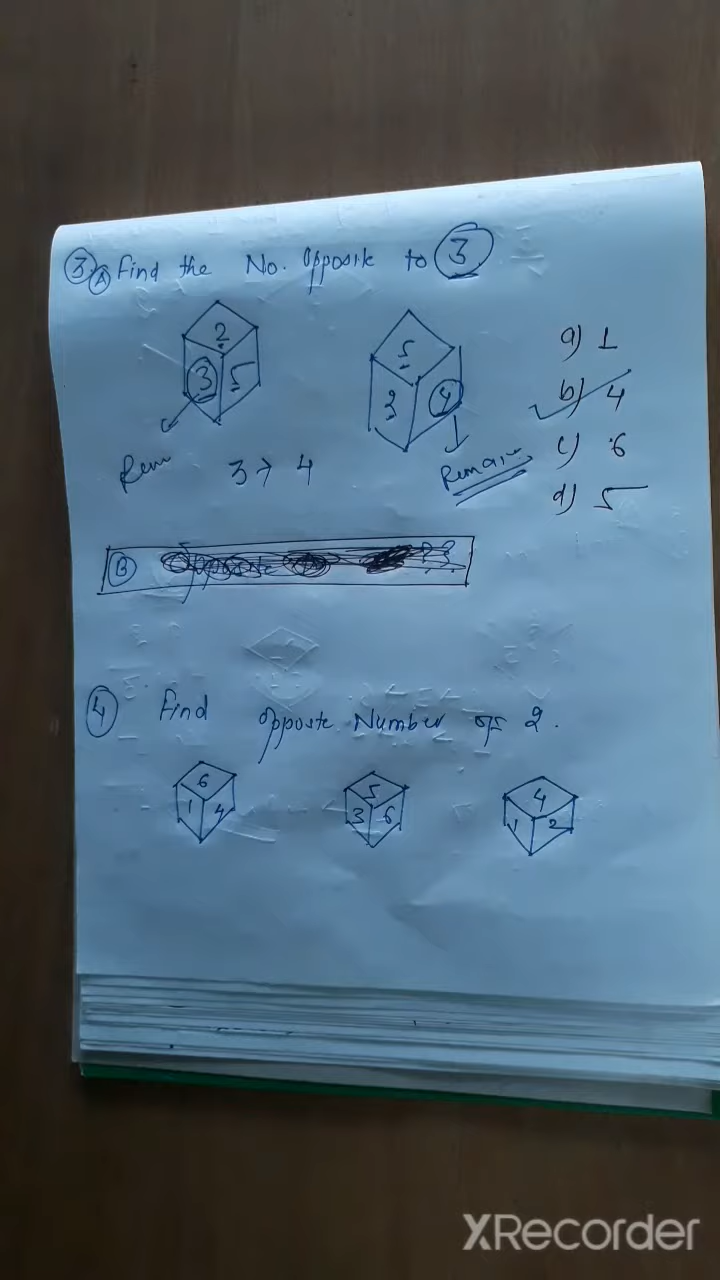 3 A Find the No. Opposite to 3
2
3 5
5
2 4
a) 1
b) 4
c) 6
d) 5
Rem 3 → 4 Remain
B
4 Find opposite Number of 2.
6
1 4
5
3 6
4
1 2
XRecorder